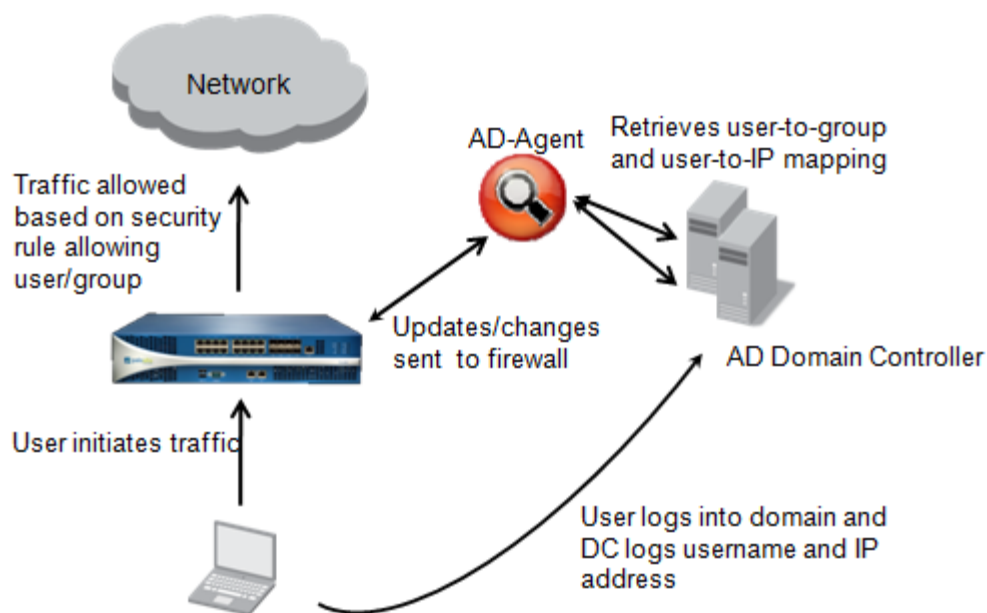 Network
AD-Agent
Retrieves user-to-group
and user-to-IP mapping
Traffic allowed
based on security
rule allowing
user/group
Updates/changes
sent to firewall
AD Domain Controller
User initiates traffic
User logs into domain and
DC logs username and IP
address